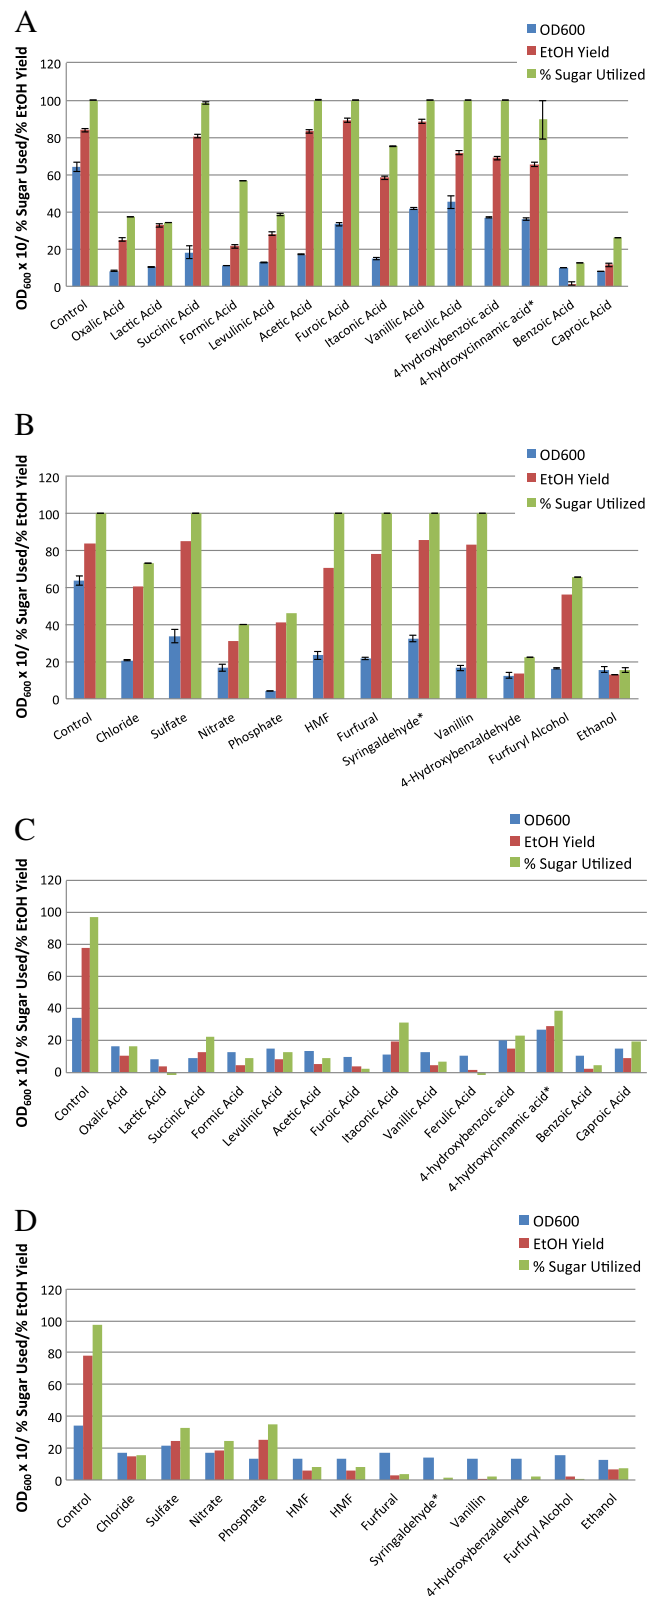 A
OD600
EtOH Yield
% Sugar Utilized
OD600 x 10/ % Sugar Used/% EtOH Yield
120
100
80
60
40
20
0
Control
Oxalic Acid
Lactic Acid
Succinic Acid
Formic Acid
Levulinic Acid
Acetic Acid
Furoic Acid
Itaconic Acid
Vanillic Acid
Ferulic Acid
4-hydroxybenzoic acid
4-hydroxycinnamic acid*
Benzoic Acid
Caproic Acid
B
OD600
EtOH Yield
% Sugar Utilized
OD600 x 10/ % Sugar Used/% EtOH Yield
120
100
80
60
40
20
0
Control
Chloride
Sulfate
Nitrate
Phosphate
HMF
Furfural
Syringaldehyde*
Vanillin
4-Hydroxybenzaldehyde
Furfuryl Alcohol
Ethanol
C
OD600
EtOH Yield
% Sugar Utilized
OD600 x 10/ % Sugar Used/% EtOH Yield
120
100
80
60
40
20
0
Control
Oxalic Acid
Lactic Acid
Succinic Acid
Formic Acid
Levulinic Acid
Acetic Acid
Furoic Acid
Itaconic Acid
Vanillic Acid
Ferulic Acid
4-hydroxybenzoic acid
4-hydroxycinnamic acid*
Benzoic Acid
Caproic Acid
D
OD600
EtOH Yield
% Sugar Utilized
OD600 x 10/ % Sugar Used/% EtOH Yield
120
100
80
60
40
20
0
Control
Chloride
Sulfate
Nitrate
Phosphate
HMF
HMF
Furfural
Syringaldehyde*
Vanillin
4-Hydroxybenzaldehyde
Furfuryl Alcohol
Ethanol